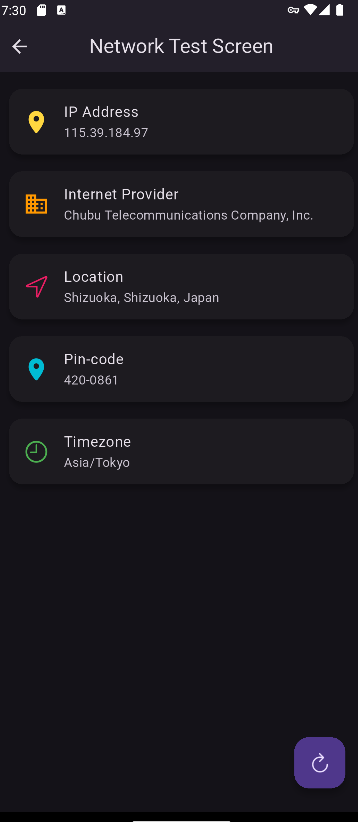 7:30
Network Test Screen
IP Address
115.39.184.97
Internet Provider
Chubu Telecommunications Company, Inc.
Location
Shizuoka, Shizuoka, Japan
Pin-code
420-0861
Timezone
Asia/Tokyo